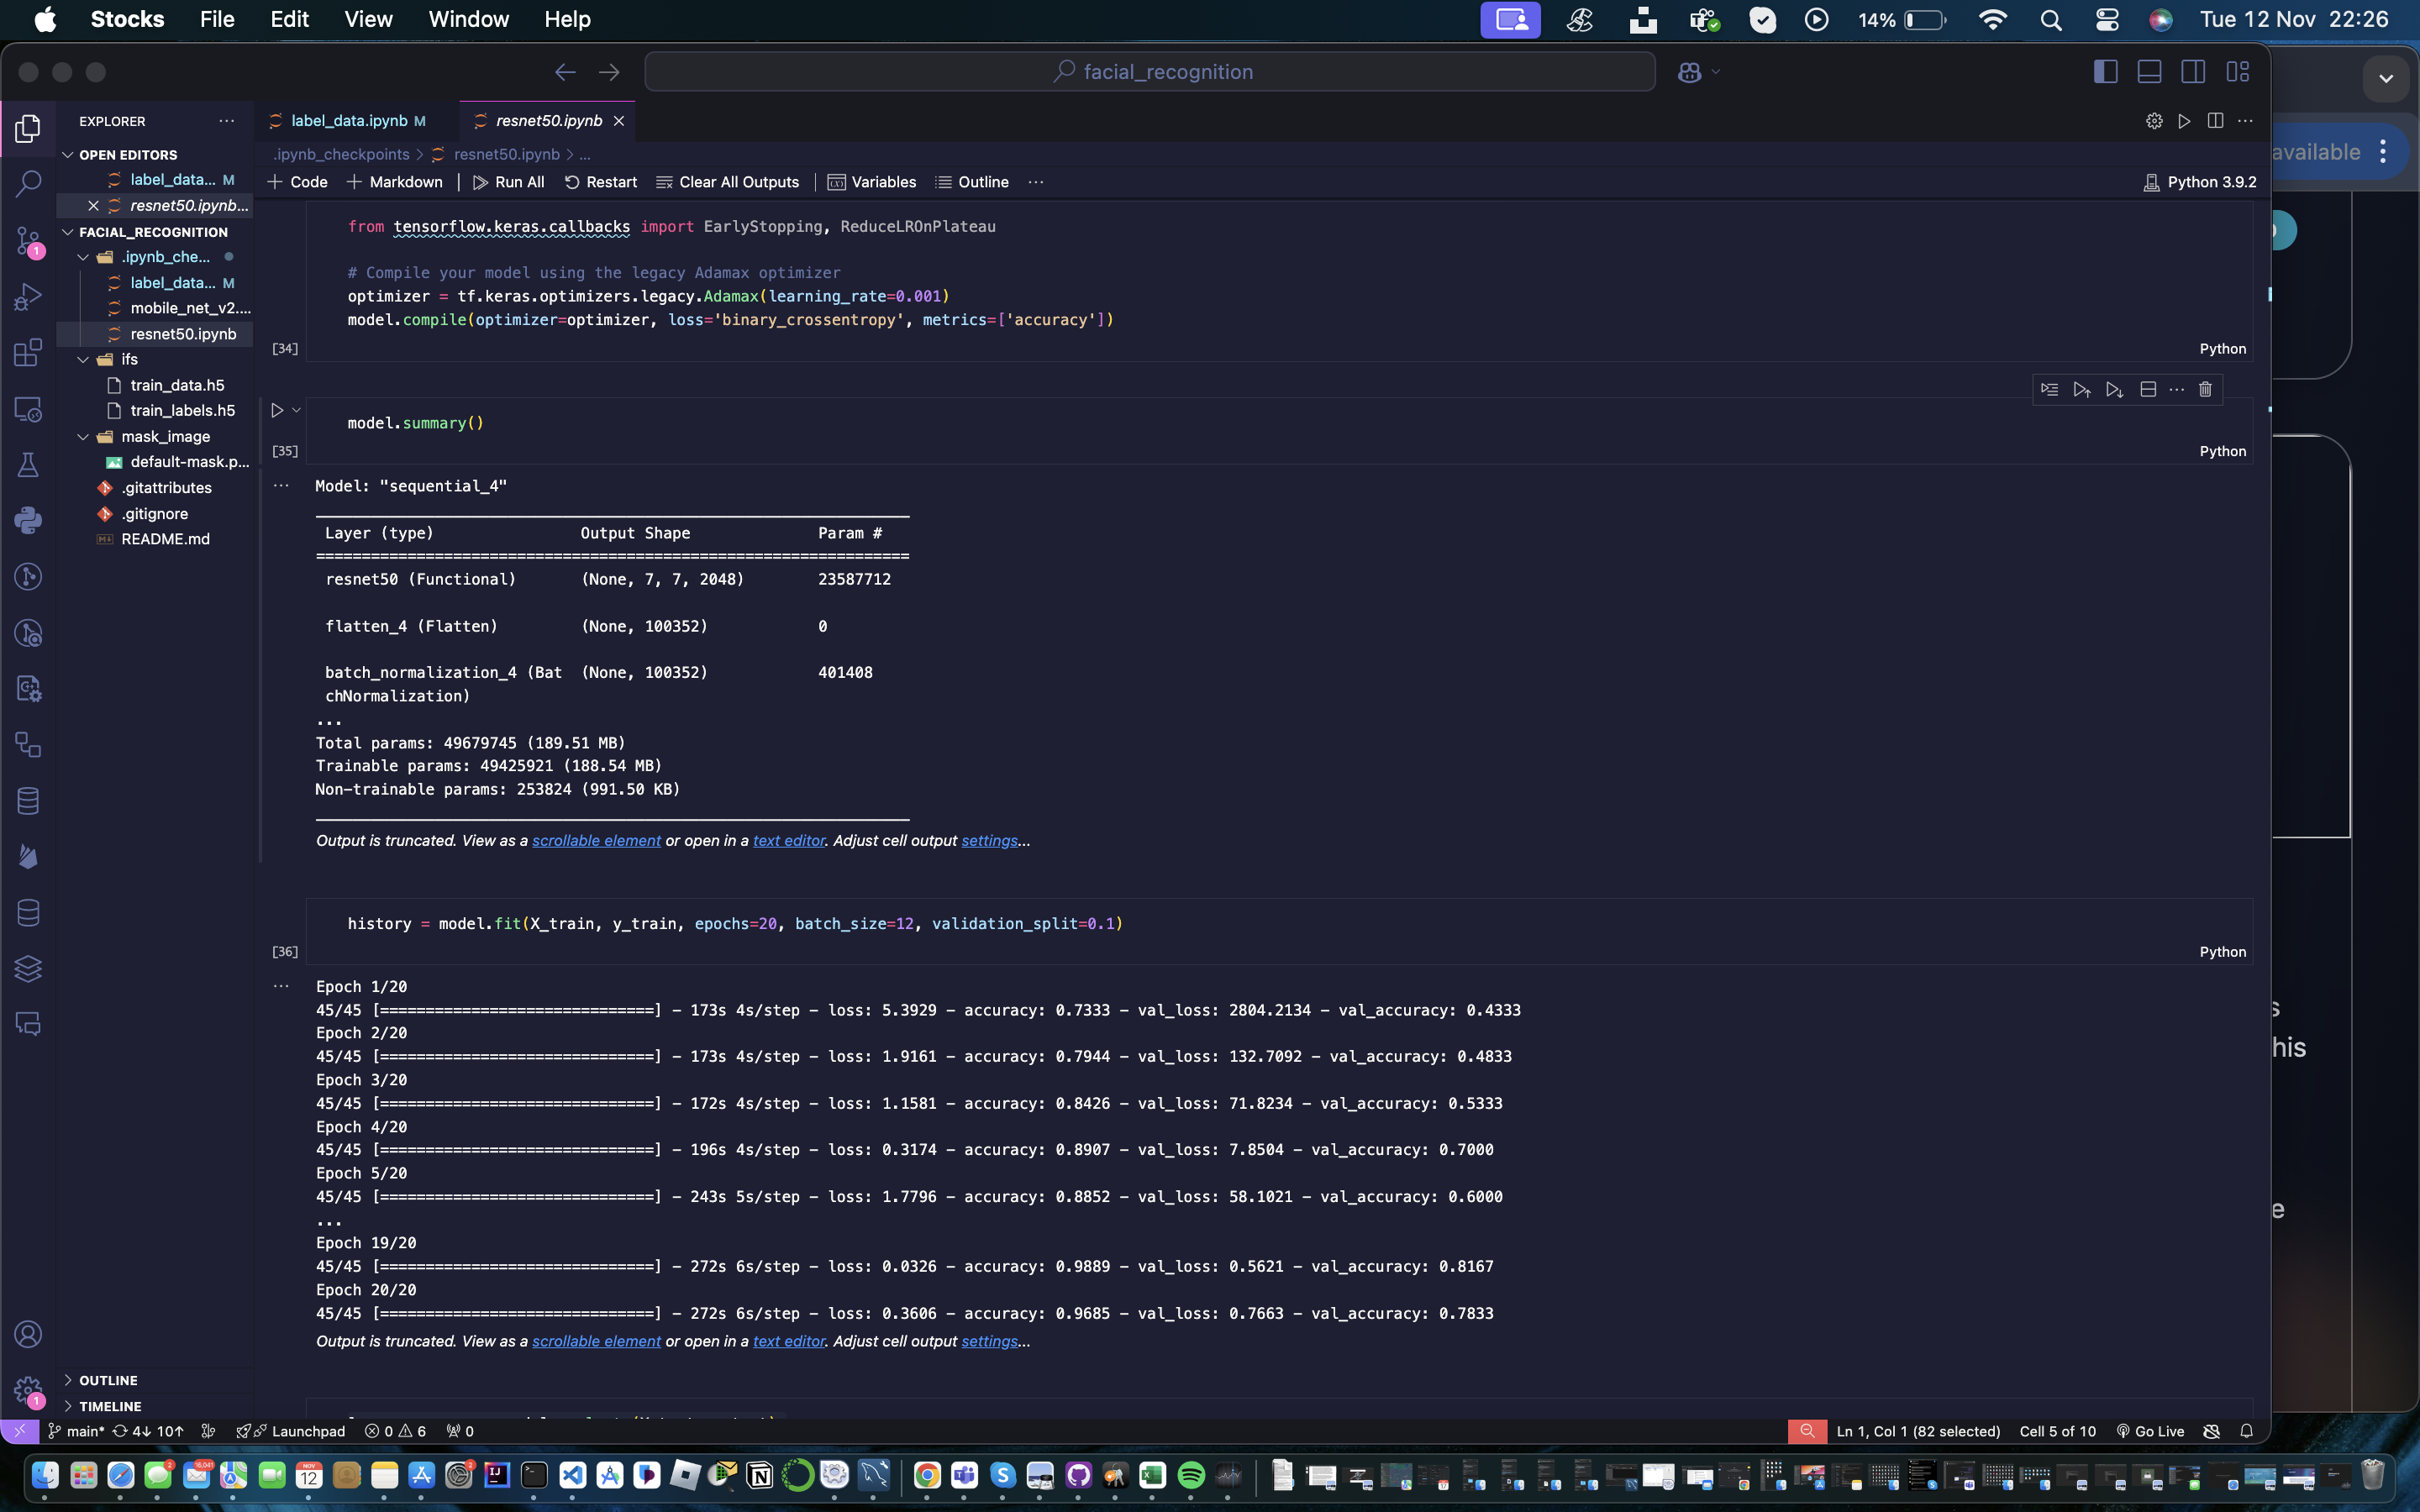 Stocks File Edit View Window Help 14% Tue 12 Nov 22:26
facial_recognition
EXPLORER
OPEN EDITORS
label_data... M
resnet50.ipynb...
FACIAL_RECOGNITION
.ipynb_che...
label_data... M
mobile_net_v2....
resnet50.ipynb
ifs
train_data.h5
train_labels.h5
mask_image
default-mask.p...
.gitattributes
.gitignore
README.md
OUTLINE
TIMELINE
label_data.ipynb M resnet50.ipynb
.ipynb_checkpoints > resnet50.ipynb > ...
+ Code + Markdown Run All Restart Clear All Outputs Variables Outline ... Python 3.9.2
from tensorflow.keras.callbacks import EarlyStopping, ReduceLROnPlateau
# Compile your model using the legacy Adamax optimizer
optimizer = tf.keras.optimizers.legacy.Adamax(learning_rate=0.001)
model.compile(optimizer=optimizer, loss='binary_crossentropy', metrics=['accuracy'])
[34] Python
model.summary()
[35] Python
... Model: "sequential_4"
Layer (type) Output Shape Param #
=================================================================
resnet50 (Functional) (None, 7, 7, 2048) 23587712
flatten_4 (Flatten) (None, 100352) 0
batch_normalization_4 (Bat (None, 100352) 401408
chNormalization)
...
Total params: 49679745 (189.51 MB)
Trainable params: 49425921 (188.54 MB)
Non-trainable params: 253824 (991.50 KB)
Output is truncated. View as a scrollable element or open in a text editor. Adjust cell output settings...
history = model.fit(X_train, y_train, epochs=20, batch_size=12, validation_split=0.1)
[36] Python
... Epoch 1/20
45/45 [==============================] - 173s 4s/step - loss: 5.3929 - accuracy: 0.7333 - val_loss: 2804.2134 - val_accuracy: 0.4333
Epoch 2/20
45/45 [==============================] - 173s 4s/step - loss: 1.9161 - accuracy: 0.7944 - val_loss: 132.7092 - val_accuracy: 0.4833
Epoch 3/20
45/45 [==============================] - 172s 4s/step - loss: 1.1581 - accuracy: 0.8426 - val_loss: 71.8234 - val_accuracy: 0.5333
Epoch 4/20
45/45 [==============================] - 196s 4s/step - loss: 0.3174 - accuracy: 0.8907 - val_loss: 7.8504 - val_accuracy: 0.7000
Epoch 5/20
45/45 [==============================] - 243s 5s/step - loss: 1.7796 - accuracy: 0.8852 - val_loss: 58.1021 - val_accuracy: 0.6000
...
Epoch 19/20
45/45 [==============================] - 272s 6s/step - loss: 0.0326 - accuracy: 0.9889 - val_loss: 0.5621 - val_accuracy: 0.8167
Epoch 20/20
45/45 [==============================] - 272s 6s/step - loss: 0.3606 - accuracy: 0.9685 - val_loss: 0.7663 - val_accuracy: 0.7833
Output is truncated. View as a scrollable element or open in a text editor. Adjust cell output settings...
available
s
his
e
main* 4↓ 10↑ Launchpad 0 6 0 Ln 1, Col 1 (82 selected) Cell 5 of 10 Go Live